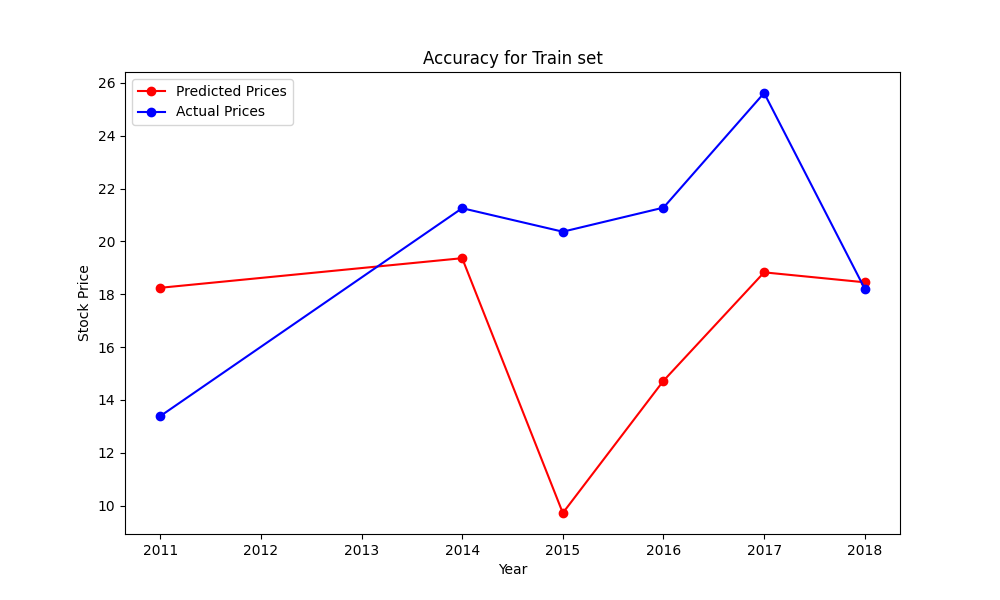 Accuracy for Train set
Predicted Prices
Actual Prices
26
24
22
20
18
16
14
12
10
Stock Price
2011 2012 2013 2014 2015 2016 2017 2018
Year